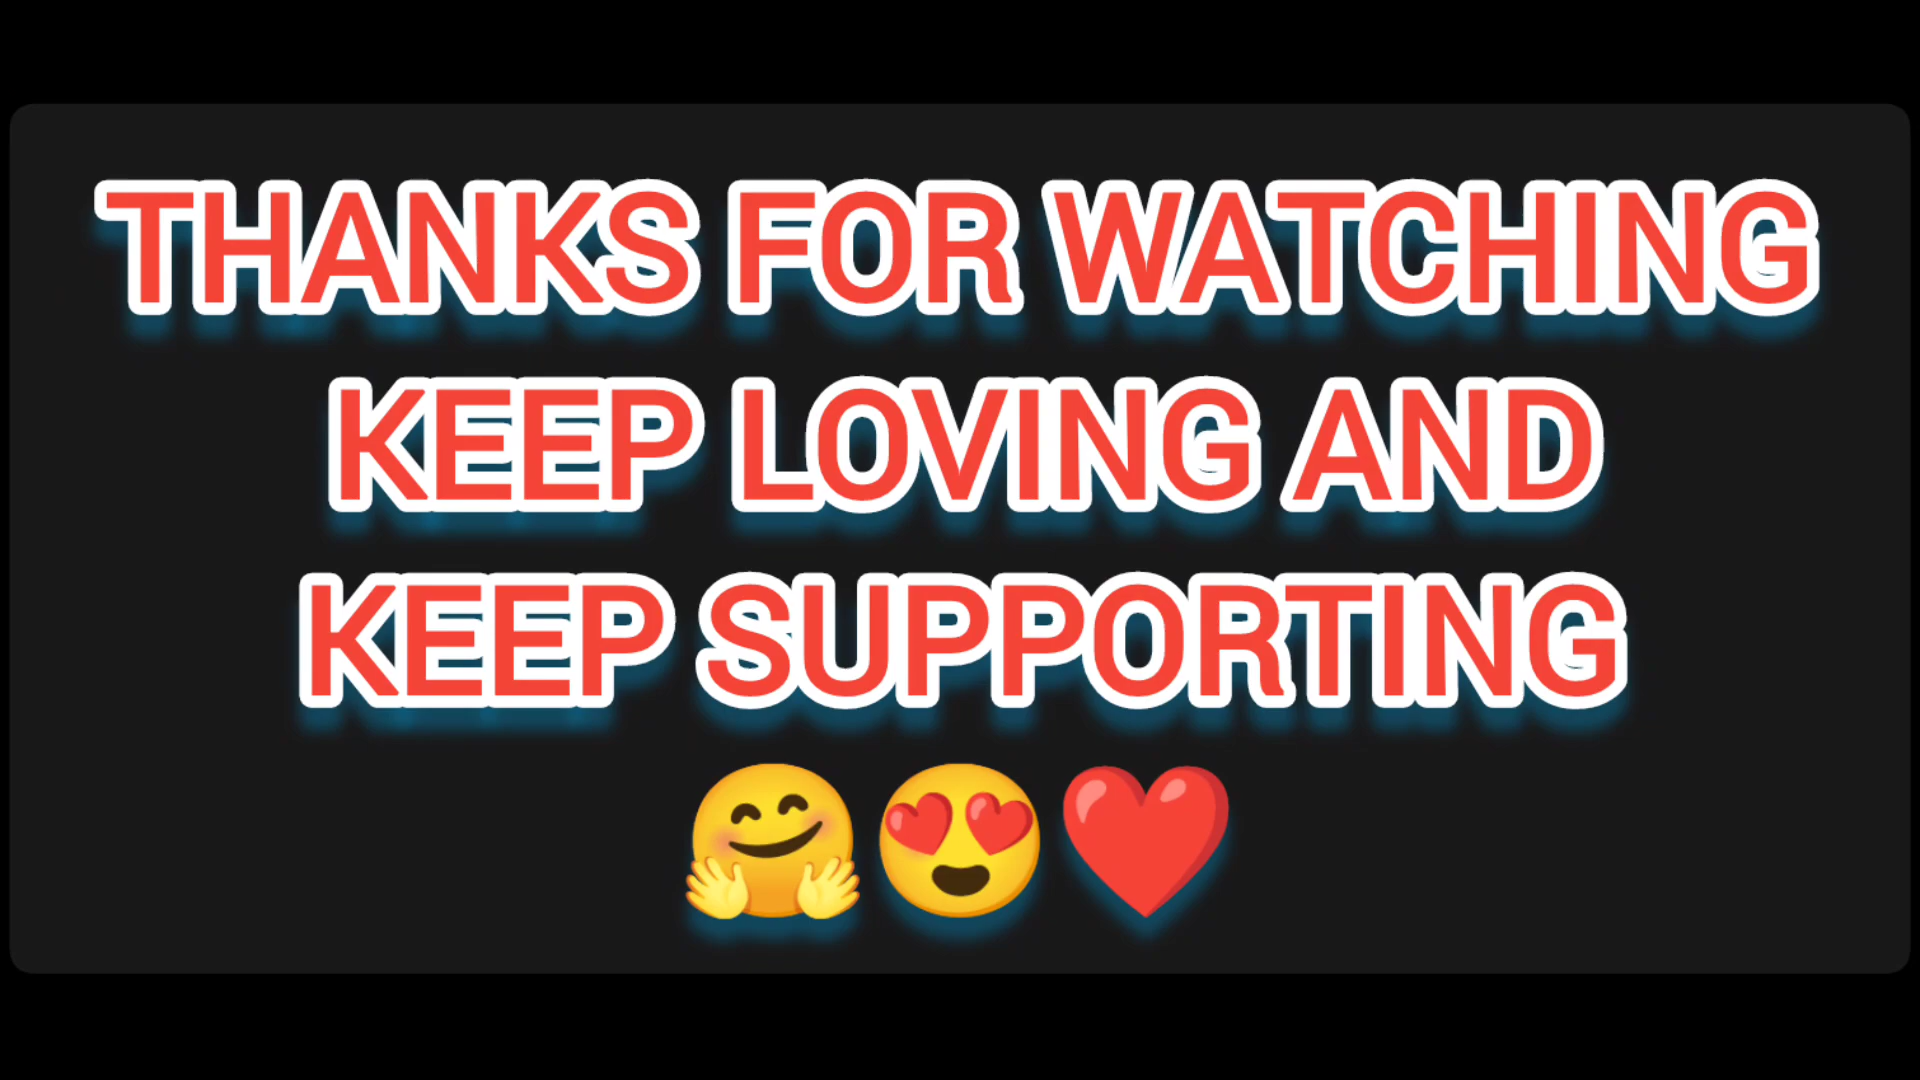 THANKS FOR WATCHING
KEEP LOVING AND
KEEP SUPPORTING
🤗😍❤️